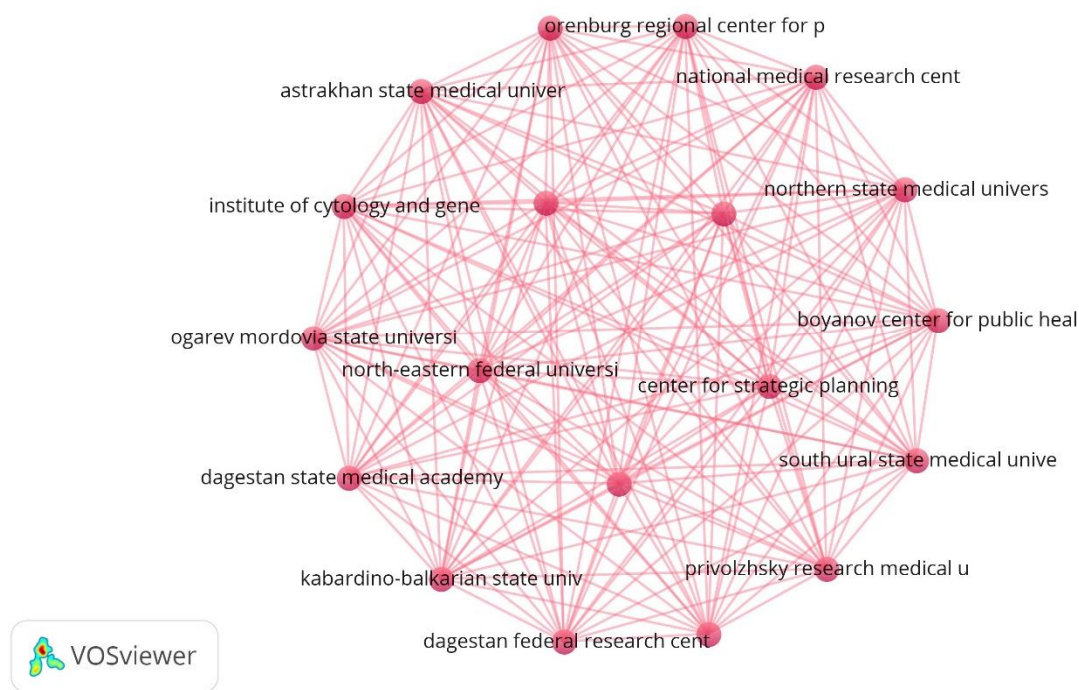 orenburg regional center for p
national medical research cent
astrakhan state medical univer
northern state medical univers
institute of cytology and gene
boyanov center for public heal
ogarev mordovia state universi
north-eastern federal universi
center for strategic planning
south ural state medical unive
dagestan state medical academy
privolzhsky research medical u
kabardino-balkarian state univ
dagestan federal research cent
VOSviewer